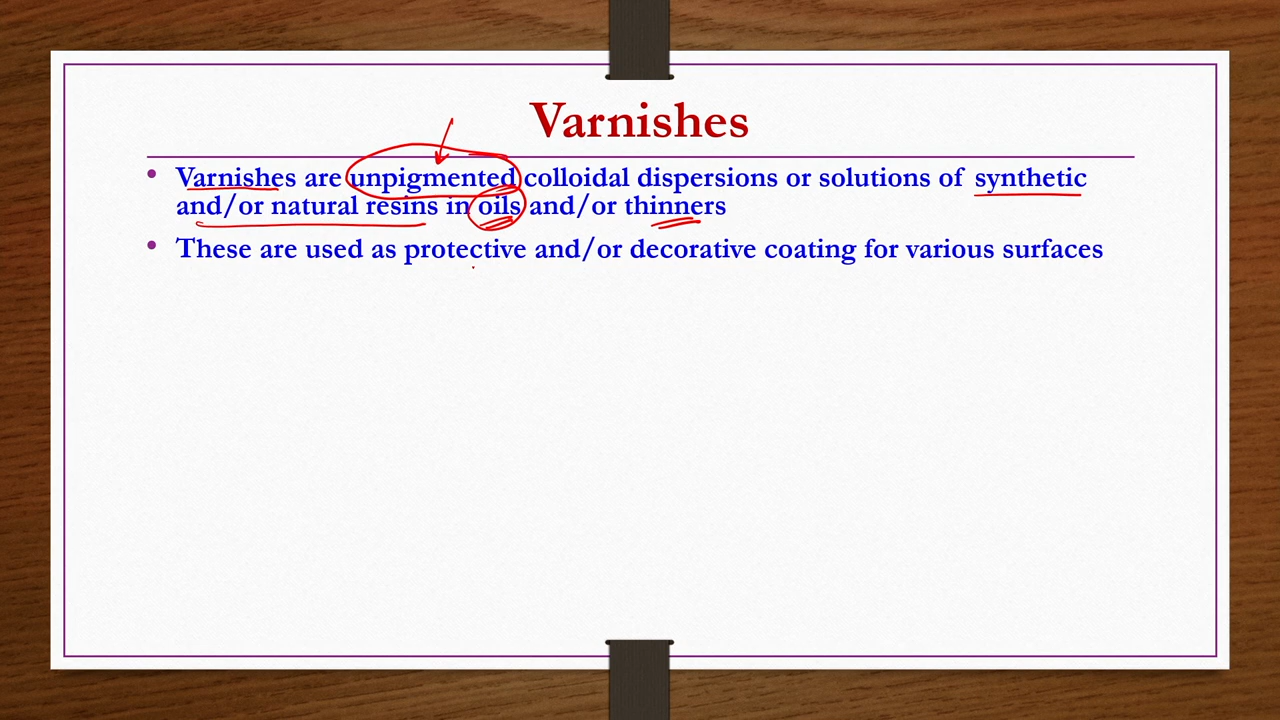 Varnishes
• Varnishes are unpigmented colloidal dispersions or solutions of synthetic
and/or natural resins in oils and/or thinners
• These are used as protective and/or decorative coating for various surfaces